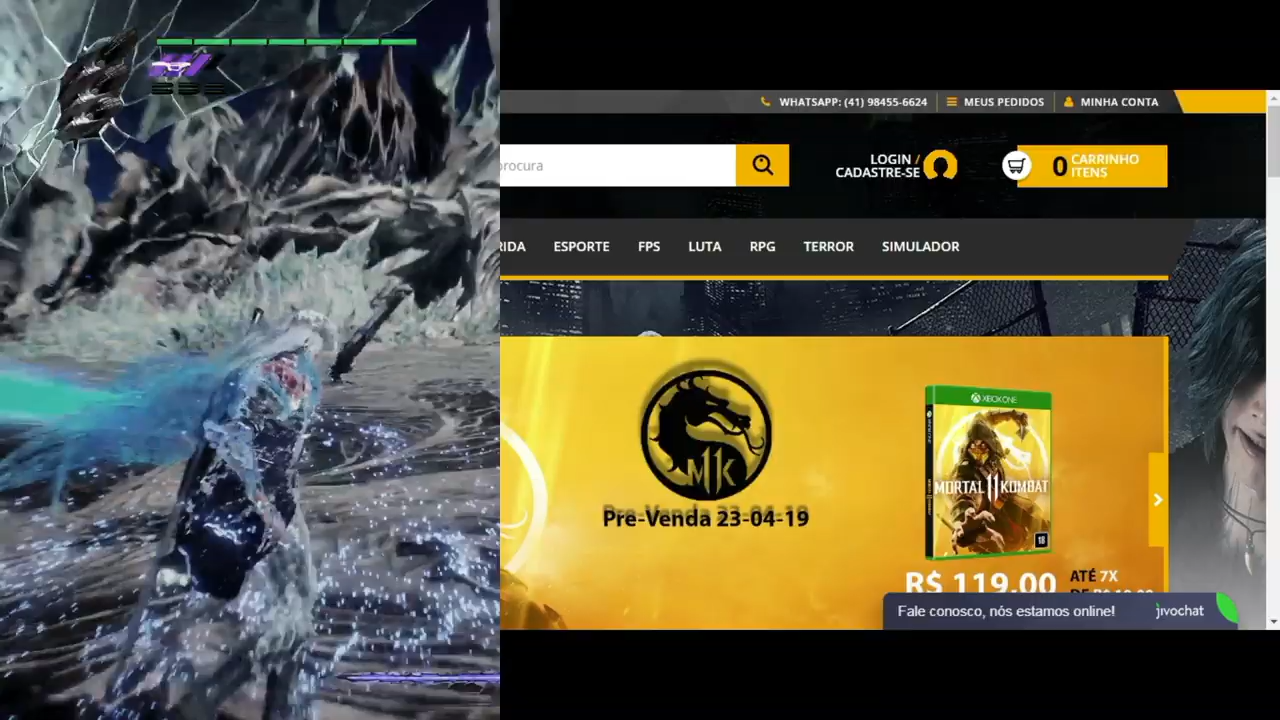 WHATSAPP: (41) 98455-6624
MEUS PEDIDOS
MINHA CONTA
procura
LOGIN /
CADASTRE-SE
0 CARRINHO
ITENS
RIDA
ESPORTE
FPS
LUTA
RPG
TERROR
SIMULADOR
MK
Pre-Venda 23-04-19
XBOX ONE
MORTAL 11 KOMBAT
18
R$ 119,00
ATÉ 7X
Fale conosco, nós estamos online!
jivochat